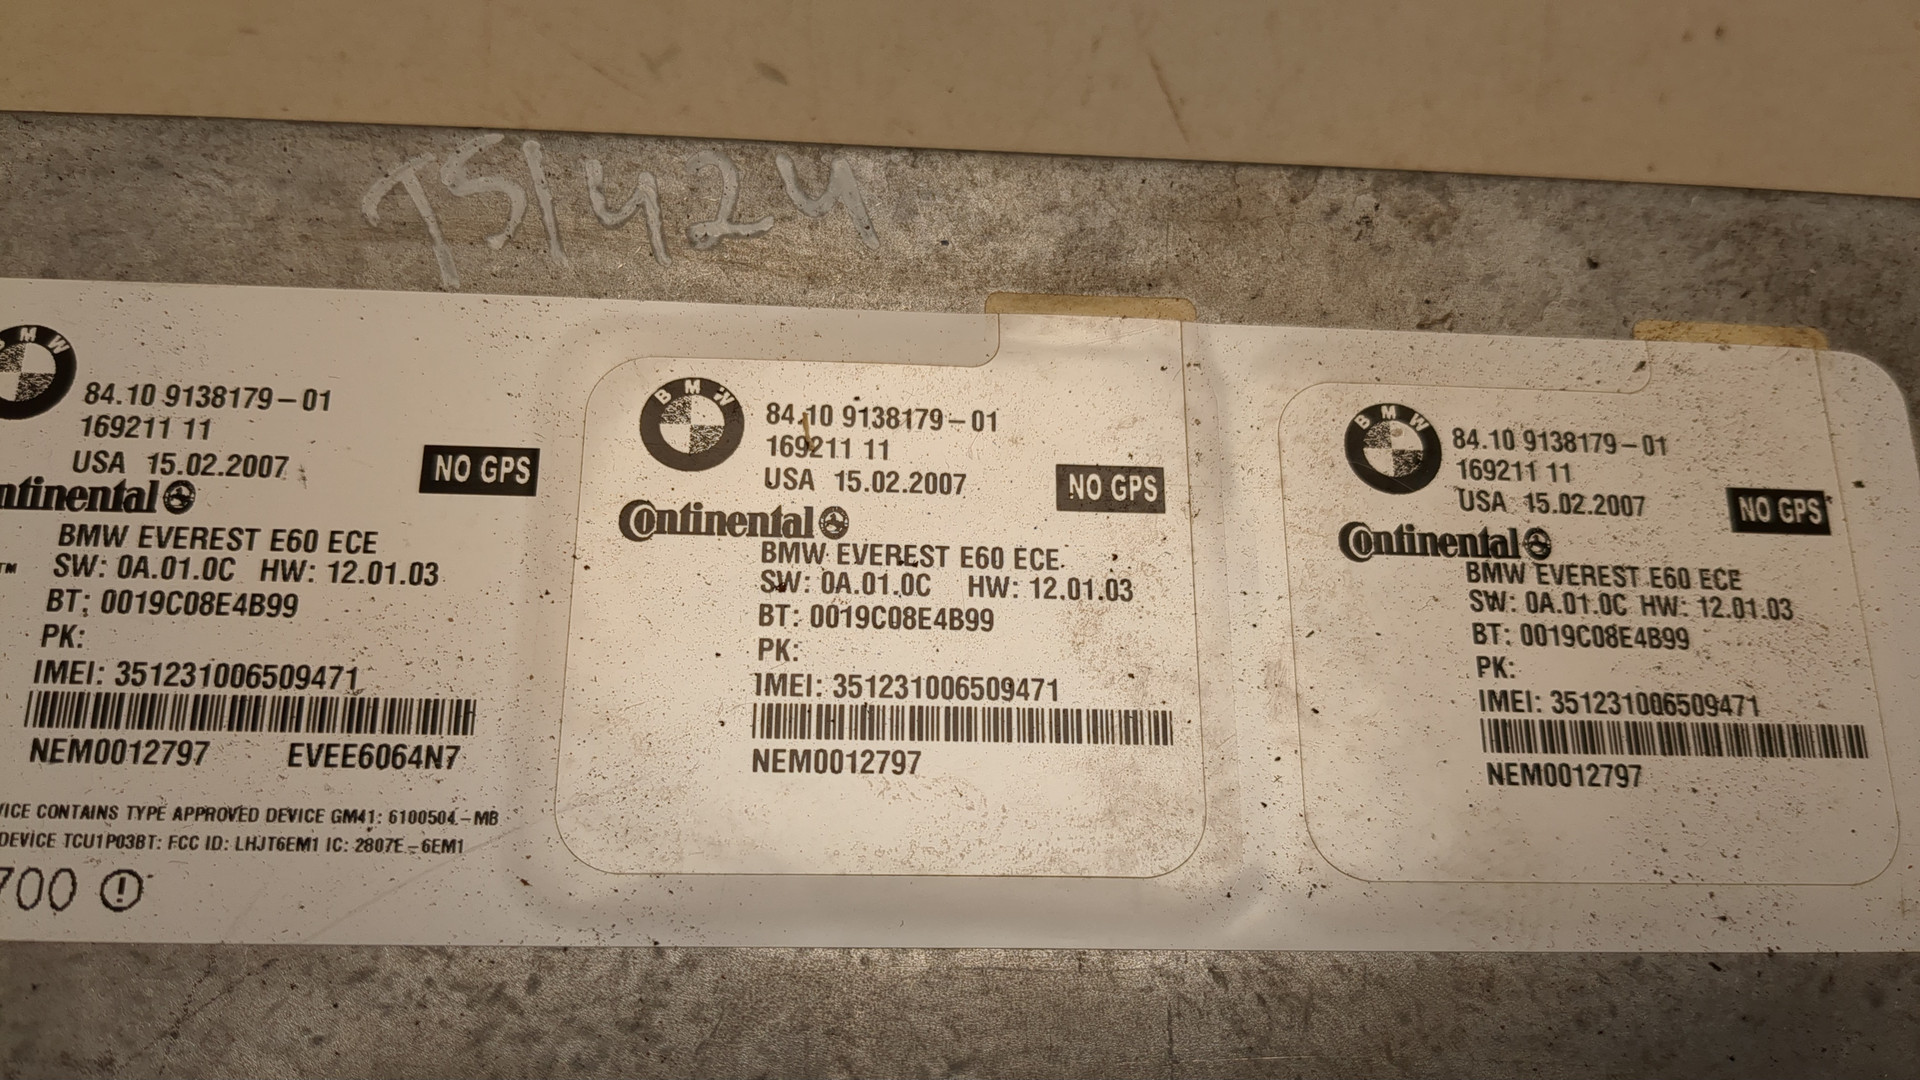 TS1424
BMW
84.10 9138179-01
169211 11
USA 15.02.2007
NO GPS
ntinental
BMW EVEREST E60 ECE
TM SW: 0A.01.0C HW: 12.01.03
BT: 0019C08E4B99
PK:
IMEI: 351231006509471
NEM0012797 EVEE6064N7
VICE CONTAINS TYPE APPROVED DEVICE GM41: 6100504-MB
DEVICE TCU1P03BT: FCC ID: LHJT6EM1 IC: 2807E-6EM1
700
BMW
84.10 9138179-01
169211 11
USA 15.02.2007
NO GPS
Continental
BMW EVEREST E60 ECE
SW: 0A.01.0C HW: 12.01.03
BT: 0019C08E4B99
PK:
IMEI: 351231006509471
NEM0012797
BMW
84.10 9138179-01
169211 11
USA 15.02.2007
NO GPS
Continental
BMW EVEREST E60 ECE
SW: 0A.01.0C HW: 12.01.03
BT: 0019C08E4B99
PK:
IMEI: 351231006509471
NEM0012797